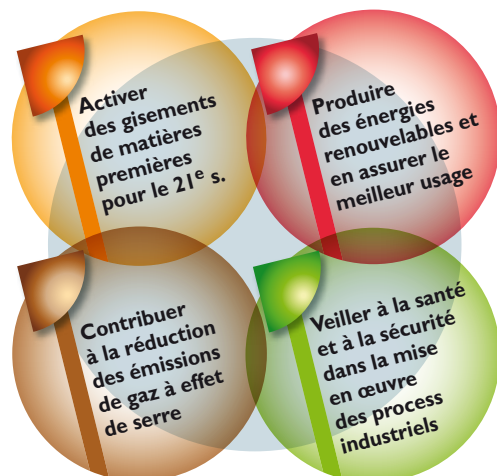 Activer
des gisements
de matières
premières
pour le 21e s.
Produire
des énergies
renouvelables et
en assurer le
meilleur usage
Contribuer
à la réduction
des émissions
de gaz à effet
de serre
Veiller à la santé
et à la sécurité
dans la mise
en œuvre
des process
industriels